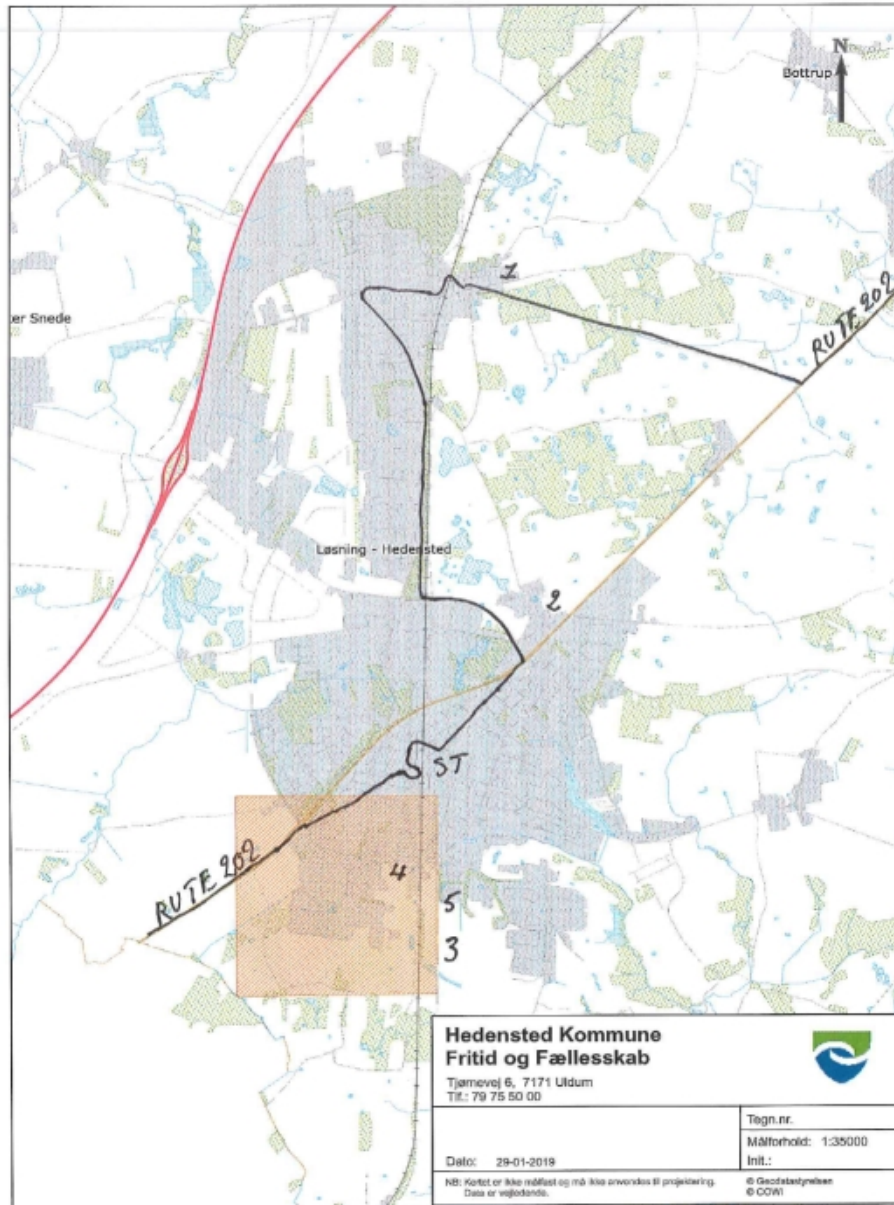 N
Bottrup
1
RUTE 202
er Snede
Løsning - Hedensted
2
ST
RUTE 202
4
5
3
Hedensted Kommune
Fritid og Fællesskab
Tjørnevej 6, 7171 Uldum
Tlf.: 79 75 50 00
Tegn.nr.
Målforhold: 1:35000
Dato: 29-01-2019
Init.:
NB: Kortet er ikke målfast og må ikke anvendes til projektering.
Data er vejledende.
© Geodatastyrelsen
© COWI